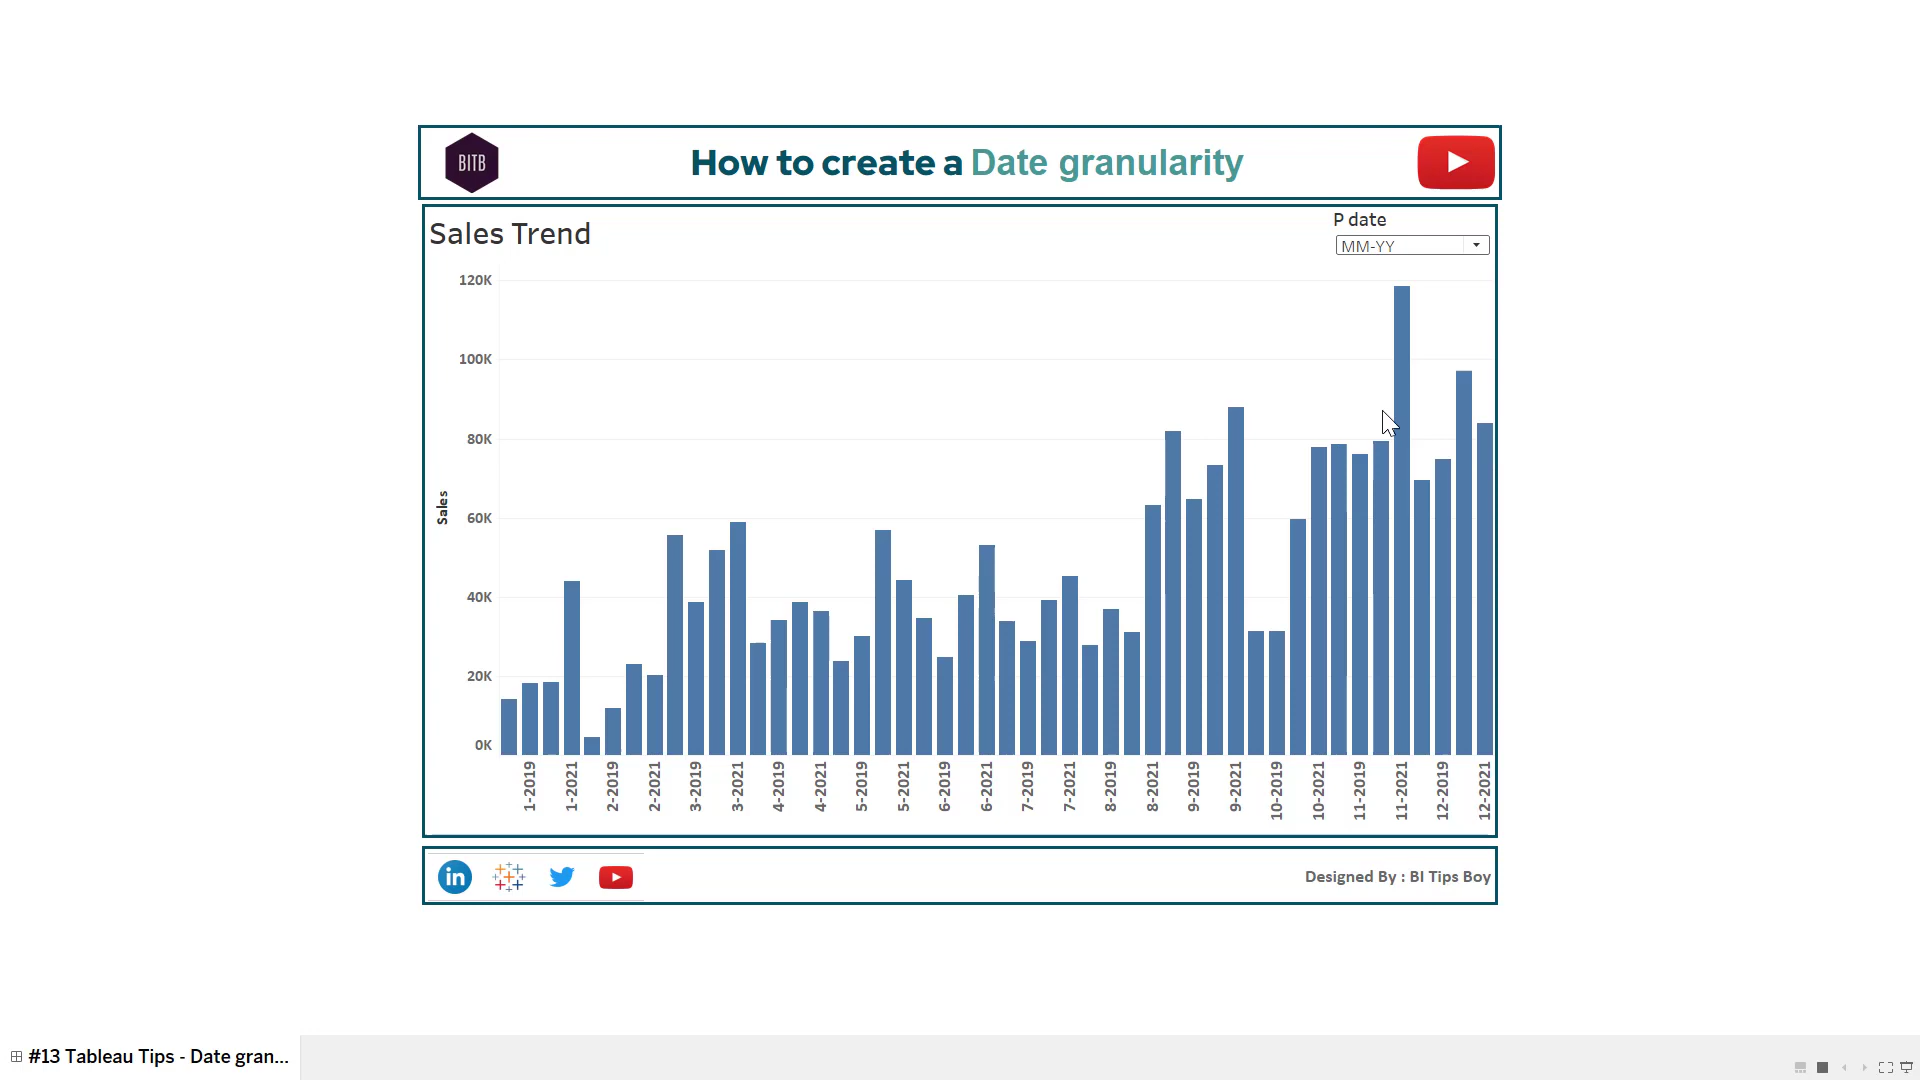 BITB
How to create a Date granularity
Sales Trend
P date
MM-YY
120K
100K
80K
60K
40K
20K
0K
Sales
1-2019
1-2021
2-2019
2-2021
3-2019
3-2021
4-2019
4-2021
5-2019
5-2021
6-2019
6-2021
7-2019
7-2021
8-2019
8-2021
9-2019
9-2021
10-2019
10-2021
11-2019
11-2021
12-2019
12-2021
in
Designed By : BI Tips Boy
#13 Tableau Tips - Date gran...